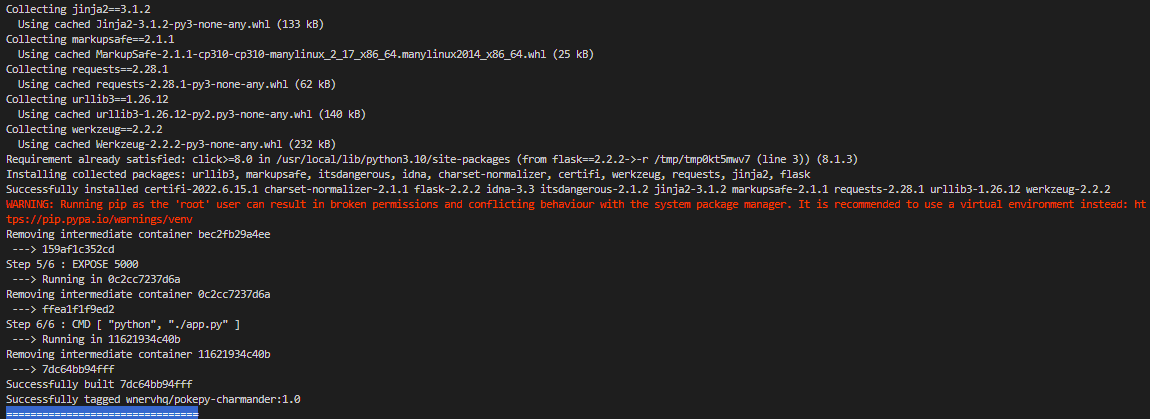 Collecting jinja2==3.1.2
  Using cached Jinja2-3.1.2-py3-none-any.whl (133 kB)
Collecting markupsafe==2.1.1
  Using cached MarkupSafe-2.1.1-cp310-cp310-manylinux_2_17_x86_64.manylinux2014_x86_64.whl (25 kB)
Collecting requests==2.28.1
  Using cached requests-2.28.1-py3-none-any.whl (62 kB)
Collecting urllib3==1.26.12
  Using cached urllib3-1.26.12-py2.py3-none-any.whl (140 kB)
Collecting werkzeug==2.2.2
  Using cached Werkzeug-2.2.2-py3-none-any.whl (232 kB)
Requirement already satisfied: click>=8.0 in /usr/local/lib/python3.10/site-packages (from flask==2.2.2->-r /tmp/tmp0kt5mwv7 (line 3)) (8.1.3)
Installing collected packages: urllib3, markupsafe, itsdangerous, idna, charset-normalizer, certifi, werkzeug, requests, jinja2, flask
Successfully installed certifi-2022.6.15.1 charset-normalizer-2.1.1 flask-2.2.2 idna-3.3 itsdangerous-2.1.2 jinja2-3.1.2 markupsafe-2.1.1 requests-2.28.1 urllib3-1.26.12 werkzeug-2.2.2
WARNING: Running pip as the 'root' user can result in broken permissions and conflicting behaviour with the system package manager. It is recommended to use a virtual environment instead: ht
tps://pip.pypa.io/warnings/venv
Removing intermediate container bec2fb29a4ee
 ---> 159af1c352cd
Step 5/6 : EXPOSE 5000
 ---> Running in 0c2cc7237d6a
Removing intermediate container 0c2cc7237d6a
 ---> ffea1f1f9ed2
Step 6/6 : CMD [ "python", "./app.py" ]
 ---> Running in 11621934c40b
Removing intermediate container 11621934c40b
 ---> 7dc64bb94fff
Successfully built 7dc64bb94fff
Successfully tagged wnervhq/pokepy-charmander:1.0
===============================